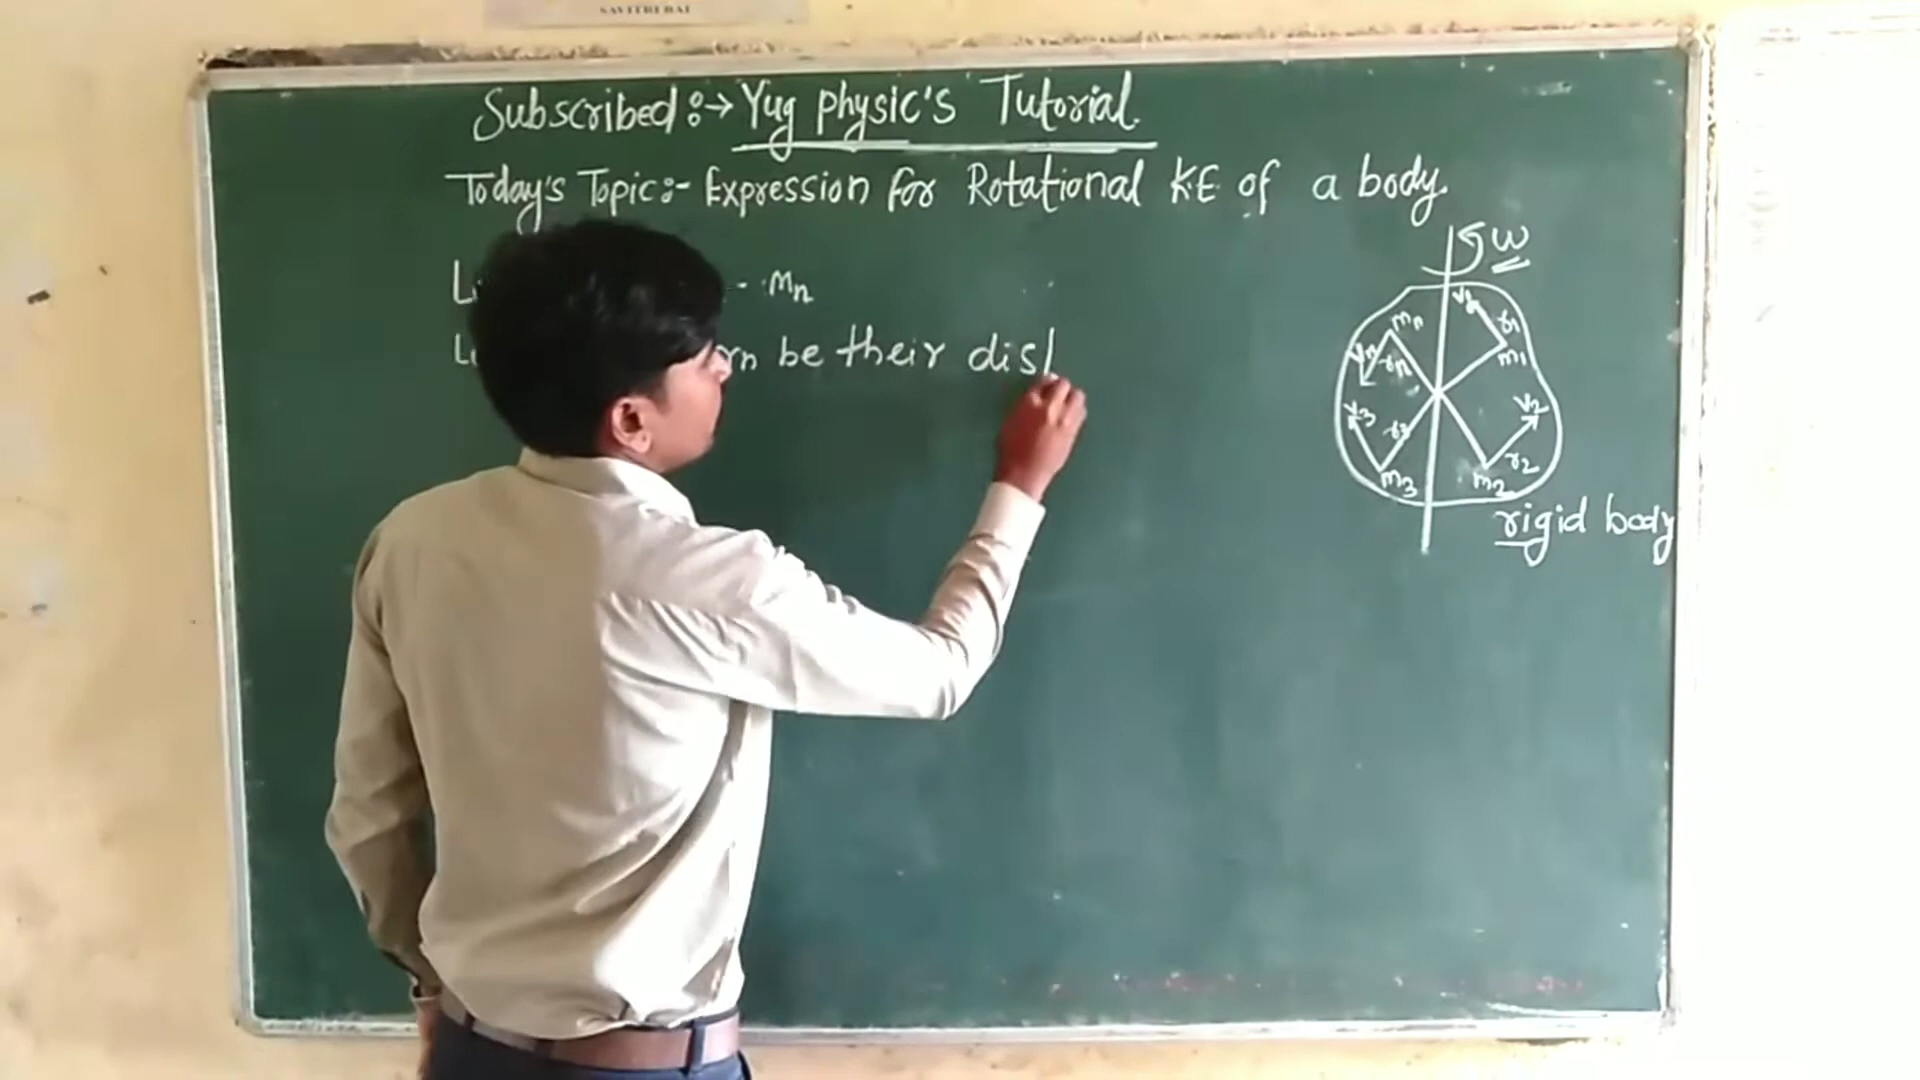 SAVITRI BAI
Subscribed :→ Yug physic's Tutorial
Today's Topic :- Expression for Rotational KE of a body.
mn
rn be their
ω
v1
mn
r1
vn
rn
m1
v3
v2
r3
r2
m3
m2
rigid body